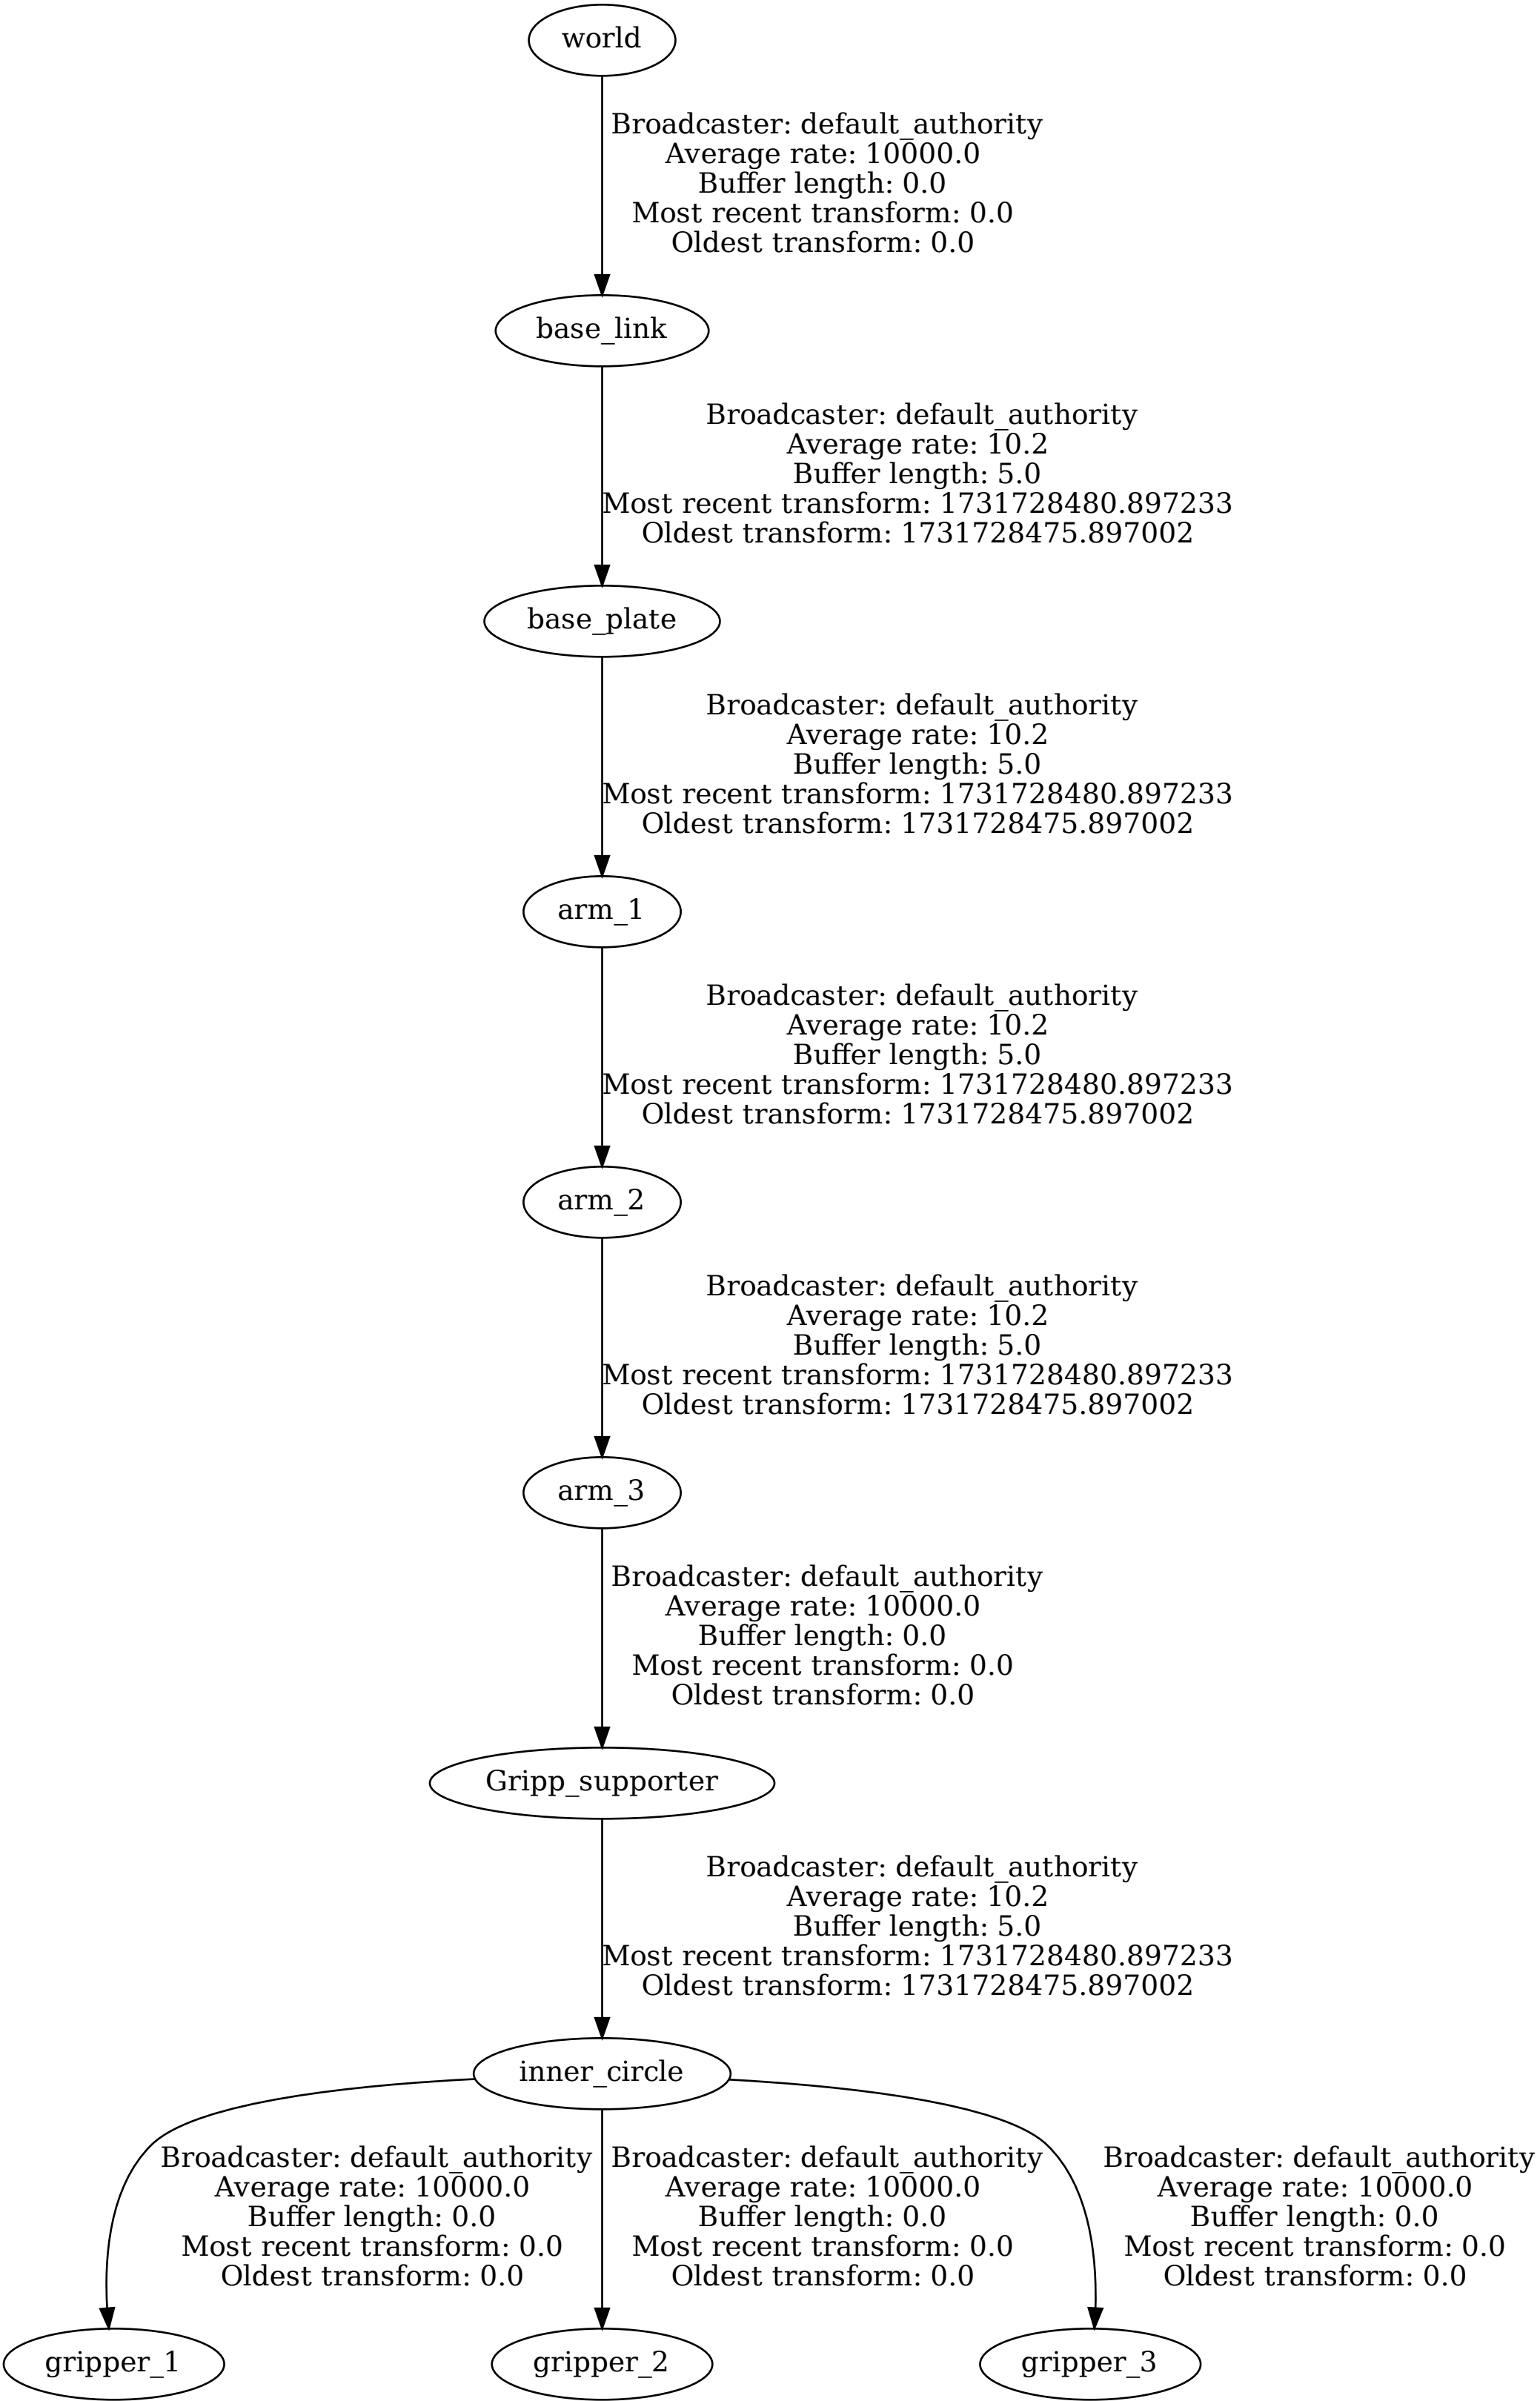 world
Broadcaster: default_authority
Average rate: 10000.0
Buffer length: 0.0
Most recent transform: 0.0
Oldest transform: 0.0
base_link
Broadcaster: default_authority
Average rate: 10.2
Buffer length: 5.0
Most recent transform: 1731728480.897233
Oldest transform: 1731728475.897002
base_plate
Broadcaster: default_authority
Average rate: 10.2
Buffer length: 5.0
Most recent transform: 1731728480.897233
Oldest transform: 1731728475.897002
arm_1
Broadcaster: default_authority
Average rate: 10.2
Buffer length: 5.0
Most recent transform: 1731728480.897233
Oldest transform: 1731728475.897002
arm_2
Broadcaster: default_authority
Average rate: 10.2
Buffer length: 5.0
Most recent transform: 1731728480.897233
Oldest transform: 1731728475.897002
arm_3
Broadcaster: default_authority
Average rate: 10000.0
Buffer length: 0.0
Most recent transform: 0.0
Oldest transform: 0.0
Gripp_supporter
Broadcaster: default_authority
Average rate: 10.2
Buffer length: 5.0
Most recent transform: 1731728480.897233
Oldest transform: 1731728475.897002
inner_circle
Broadcaster: default_authority
Average rate: 10000.0
Buffer length: 0.0
Most recent transform: 0.0
Oldest transform: 0.0
Broadcaster: default_authority
Average rate: 10000.0
Buffer length: 0.0
Most recent transform: 0.0
Oldest transform: 0.0
Broadcaster: default_authority
Average rate: 10000.0
Buffer length: 0.0
Most recent transform: 0.0
Oldest transform: 0.0
gripper_1
gripper_2
gripper_3